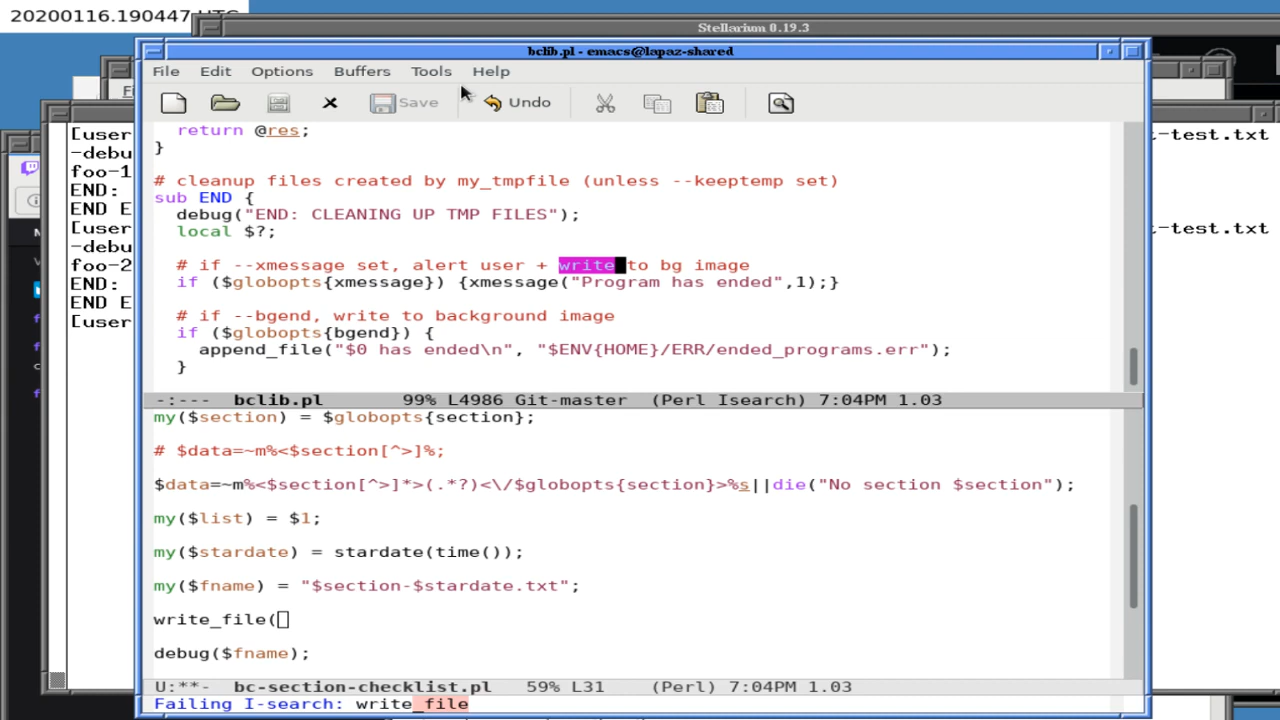 20200116.190447 UTC
Stellarium 0.19.3
bclib.pl - emacs@lapaz-shared
File Edit Options Buffers Tools Help
Save Undo
return @res;
}
# cleanup files created by my_tmpfile (unless --keeptemp set)
sub END {
debug("END: CLEANING UP TMP FILES");
local $?;
# if --xmessage set, alert user + write to bg image
if ($globopts{xmessage}) {xmessage("Program has ended",1);}
# if --bgend, write to background image
if ($globopts{bgend}) {
append_file("$0 has ended\n", "$ENV{HOME}/ERR/ended_programs.err");
}
-:--- bclib.pl 99% L4986 Git-master (Perl Isearch) 7:04PM 1.03
my($section) = $globopts{section};
# $data=~m%<$section[^>]%;
$data=~m%<$section[^>]*>(.*?)<\/$globopts{section}>%s||die("No section $section");
my($list) = $1;
my($stardate) = stardate(time());
my($fname) = "$section-$stardate.txt";
write_file(
debug($fname);
U:**- bc-section-checklist.pl 59% L31 (Perl) 7:04PM 1.03
Failing I-search: write_file
[user
-debu
foo-1
END:
END E
[user
-debu
foo-2
END:
END E
[user
t-test.txt
t-test.txt